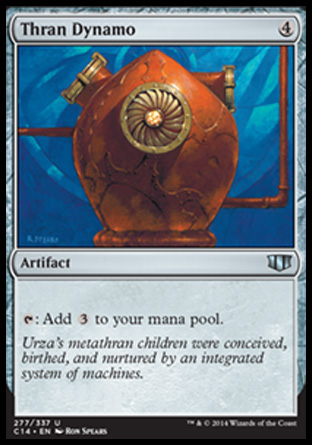 Thran Dynamo 4
R.SPEARS
Artifact
: Add 3 to your mana pool.
Urza's metathran children were conceived,
birthed, and nurtured by an integrated
system of machines.
277/337 U
C14 • EN Ron Spears ™ & © 2014 Wizards of the Coast